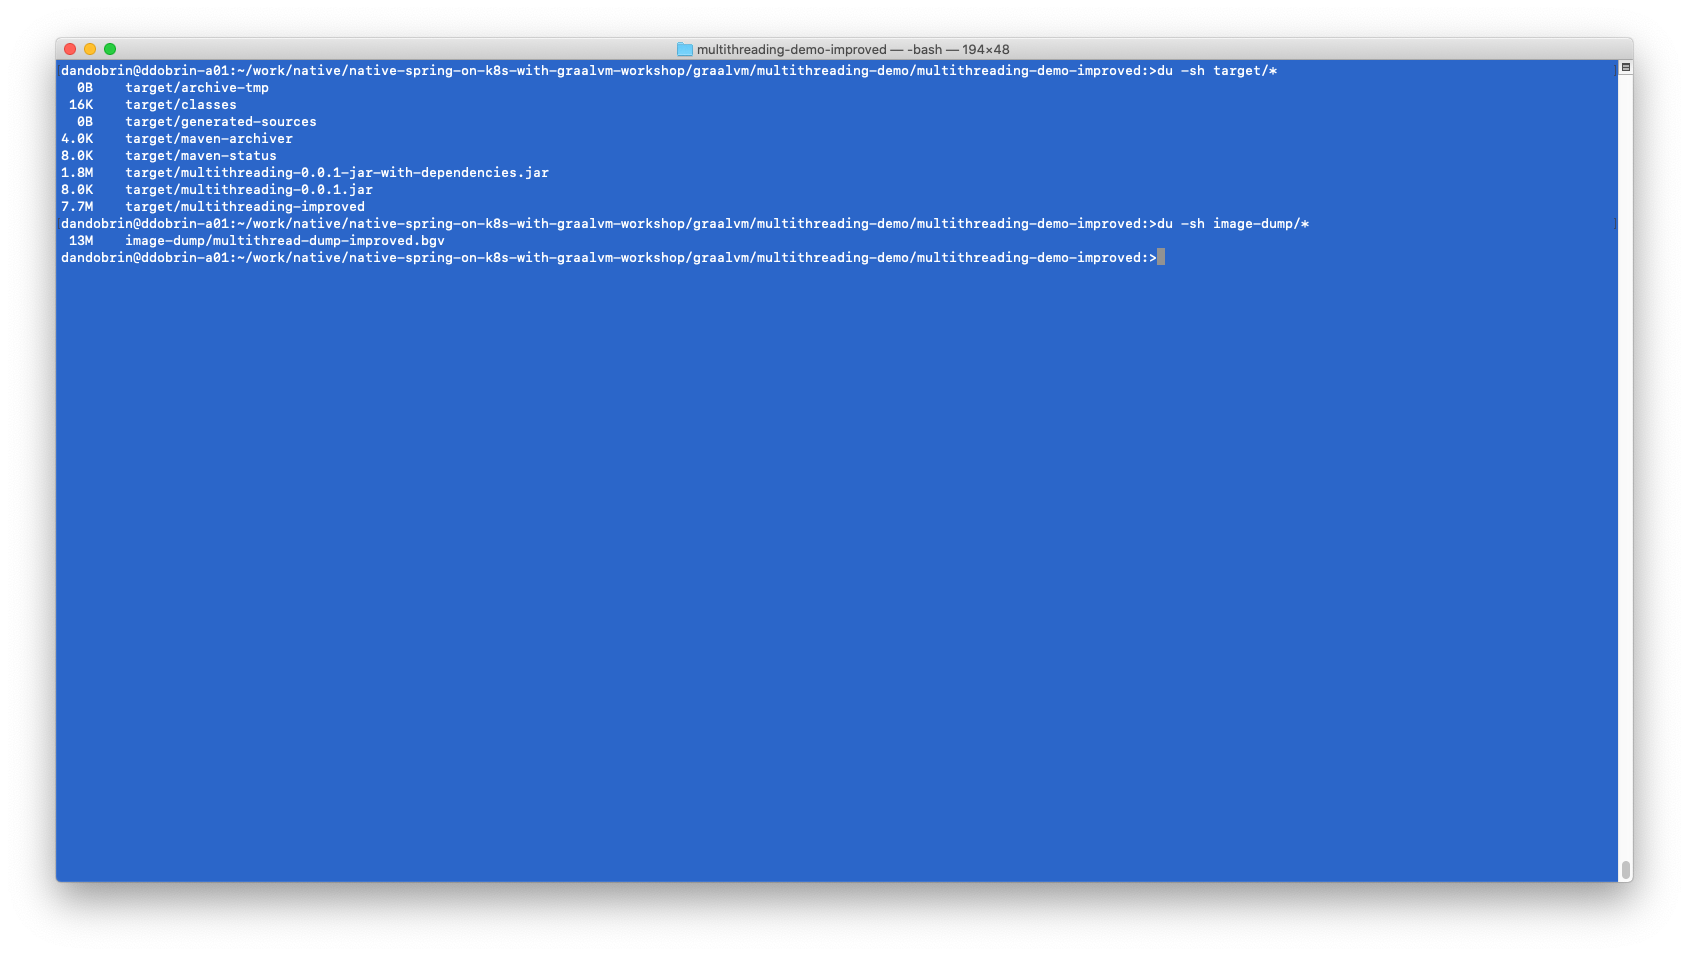 multithreading-demo-improved — -bash — 194×48
dandobrin@ddobrin-a01:~/work/native/native-spring-on-k8s-with-graalvm-workshop/graalvm/multithreading-demo/multithreading-demo-improved:>du -sh target/*
0B target/archive-tmp
16K target/classes
0B target/generated-sources
4.0K target/maven-archiver
8.0K target/maven-status
1.8M target/multithreading-0.0.1-jar-with-dependencies.jar
8.0K target/multithreading-0.0.1.jar
7.7M target/multithreading-improved
dandobrin@ddobrin-a01:~/work/native/native-spring-on-k8s-with-graalvm-workshop/graalvm/multithreading-demo/multithreading-demo-improved:>du -sh image-dump/*
13M image-dump/multithread-dump-improved.bgv
dandobrin@ddobrin-a01:~/work/native/native-spring-on-k8s-with-graalvm-workshop/graalvm/multithreading-demo/multithreading-demo-improved:>